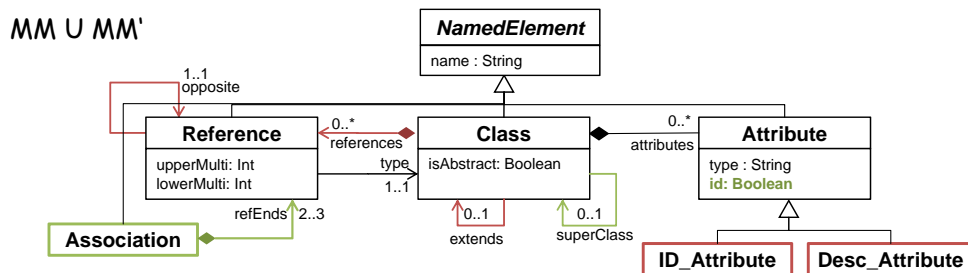 MM U MM'
NamedElement
name : String
1..1
opposite
Reference
upperMulti: Int
lowerMulti: Int
0..*
references
type
1..1
Class
isAbstract: Boolean
0..*
attributes
Attribute
type : String
id: Boolean
refEnds
2..3
Association
0..1
extends
0..1
superClass
ID_Attribute
Desc_Attribute